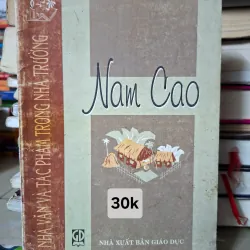 NHÀ VĂN VÀ TÁC PHẨM TRONG NHÀ TRƯỜNG
Nam Cao
30k
NHÀ XUẤT BẢN GIÁO DỤC